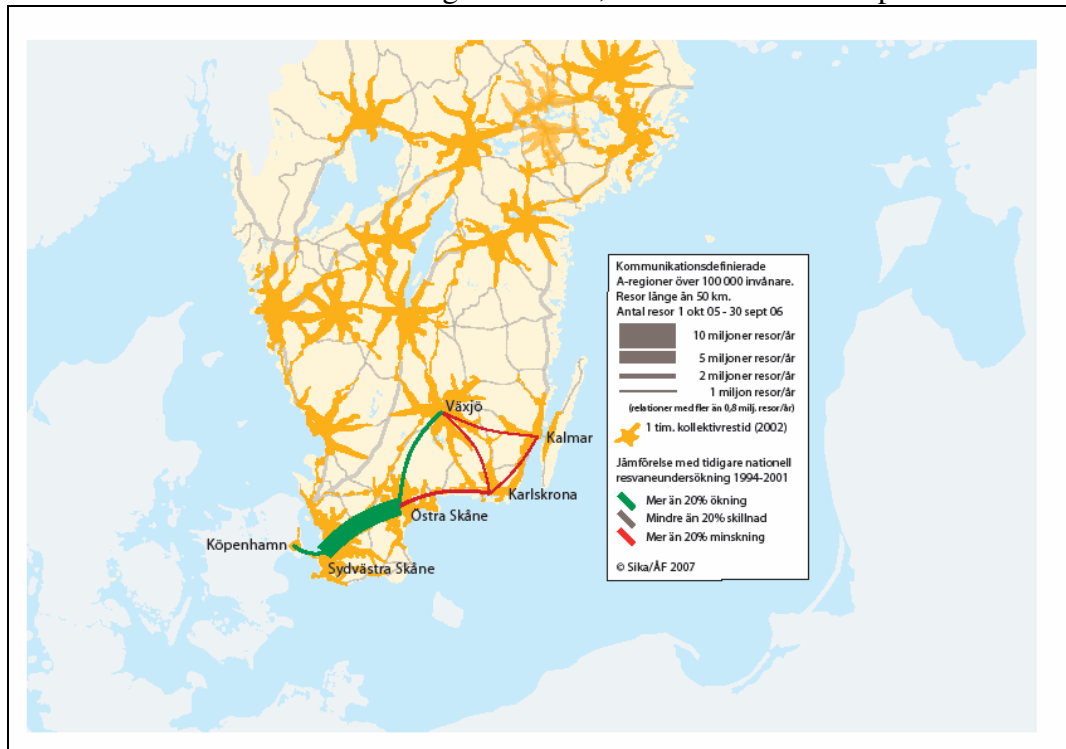 Växjö
Kalmar
Karlskrona
Östra Skåne
Köpenhamn
Sydvästra Skåne
Kommunikationsdefinierade
A-regioner över 100 000 invånare.
Resor länge än 50 km.
Antal resor 1 okt 05 - 30 sept 06
10 miljoner resor/år
5 miljoner resor/år
2 miljoner resor/år
1 miljon resor/år
(relationer med fler än 0,8 milj. resor/år)
1 tim. kollektivrestid (2002)
Jämförelse med tidigare nationell
resvaneundersökning 1994-2001
Mer än 20% ökning
Mindre än 20% skillnad
Mer än 20% minskning
© Sika/ÅF 2007